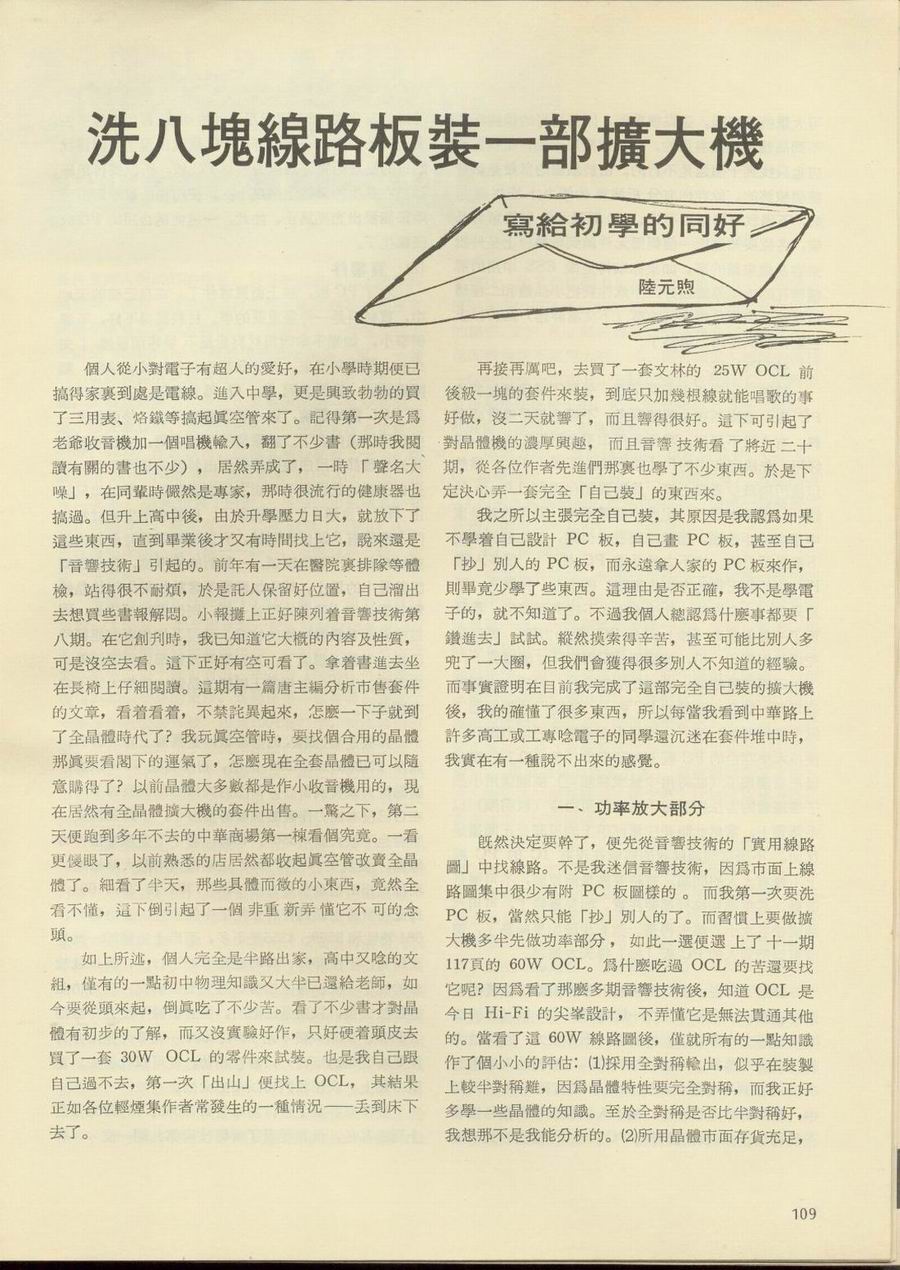 洗八塊線路板裝一部擴大機
寫給初學的同好
陸元煦
個人從小對電子有超人的愛好，在小學時期便已
搞得家裏到處是電線。進入中學，更是興致勃勃的買
了三用表、烙鐵等搞起眞空管來了。記得第一次是爲
老爺收音機加一個唱機輸入，翻了不少書（那時我閱
讀有關的書也不少），居然弄成了，一時「聲名大
噪」，在同輩時儼然是專家，那時很流行的健康器也
搞過。但升上高中後，由於升學壓力日大，就放下了
這些東西，直到畢業後才又有時間找上它，說來還是
「音響技術」引起的。前年有一天在醫院裏排隊等體
檢，站得很不耐煩，於是託人保留好位置，自己溜出
去想買些書報解悶。小報攤上正好陳列着音響技術第
八期。在它創刋時，我已知道它大概的內容及性質，
可是沒空去看。這下正好有空可看了。拿着書進去坐
在長椅上仔細閱讀。這期有一篇唐主編分析市售套件
的文章，看着看着，不禁詫異起來，怎麼一下子就到
了全晶體時代了？我玩眞空管時，要找個合用的晶體
那眞要看閣下的運氣了，怎麼現在全套晶體已可以隨
意購得了？以前晶體大多數都是作小收音機用的，現
在居然有全晶體擴大機的套件出售。一驚之下，第二
天便跑到多年不去的中華商場第一棟看個究竟。一看
更傻眼了，以前熟悉的店居然都收起眞空管改賣全晶
體了。細看了半天，那些具體而微的小東西，竟然全
看不懂，這下倒引起了一個非重新弄懂它不可的念
頭。
如上所述，個人完全是半路出家，高中又唸的文
組，僅有的一點初中物理知識又大半已還給老師，如
今要從頭來起，倒眞吃了不少苦。看了不少書才對晶
體有初步的了解，而又沒實驗好作，只好硬着頭皮去
買了一套 30W OCL 的零件來試裝。也是我自己跟
自己過不去，第一次「出山」便找上 OCL，其結果
正如各位輕煙集作者常發生的一種情況——丢到床下
去了。
再接再厲吧，去買了一套文林的 25W OCL 前
後級一塊的套件來裝，到底只加幾根線就能唱歌的事
好做，沒二天就響了，而且響得很好。這下可引起了
對晶體機的濃厚興趣，而且音響技術看了將近二十
期，從各位作者先進們那裏也學了不少東西。於是下
定決心弄一套完全「自己裝」的東西來。
我之所以主張完全自己裝，其原因是我認爲如果
不學着自己設計 PC 板，自己畫 PC 板，甚至自己
「抄」別人的 PC 板，而永遠拿人家的 PC 板來作，
則畢竟少學了些東西。這理由是否正確，我不是學電
子的，就不知道了。不過我個人總認爲什麼事都要「
鑽進去」試試。縱然摸索得辛苦，甚至可能比別人多
兜了一大圈，但我們會獲得很多別人不知道的經驗。
而事實證明在目前我完成了這部完全自己裝的擴大機
後，我的確懂了很多東西，所以每當我看到中華路上
許多高工或工專唸電子的同學還沉迷在套件堆中時，
我實在有一種說不出來的感覺。
一、功率放大部分
旣然決定要幹了，便先從音響技術的「實用線路
圖」中找線路。不是我迷信音響技術，因爲市面上線
路圖集中很少有附 PC 板圖樣的。而我第一次要洗
PC 板，當然只能「抄」別人的了。而習慣上要做擴
大機多半先做功率部分，如此一選便選上了十一期
117頁的 60W OCL。爲什麼吃過 OCL 的苦還要找
它呢？因爲看了那麼多期音響技術後，知道 OCL 是
今日 Hi-Fi 的尖峯設計，不弄懂它是無法貫通其他
的。當看了這 60W 線路圖後，僅就所有的一點知識
作了個小小的評估：⑴採用全對稱輸出，似乎在裝製
上較半對稱難，因爲晶體特性要完全對稱，而我正好
多學一些晶體的知識。至於全對稱是否比半對稱好，
我想那不是我能分析的。⑵所用晶體市面存貨充足，
109